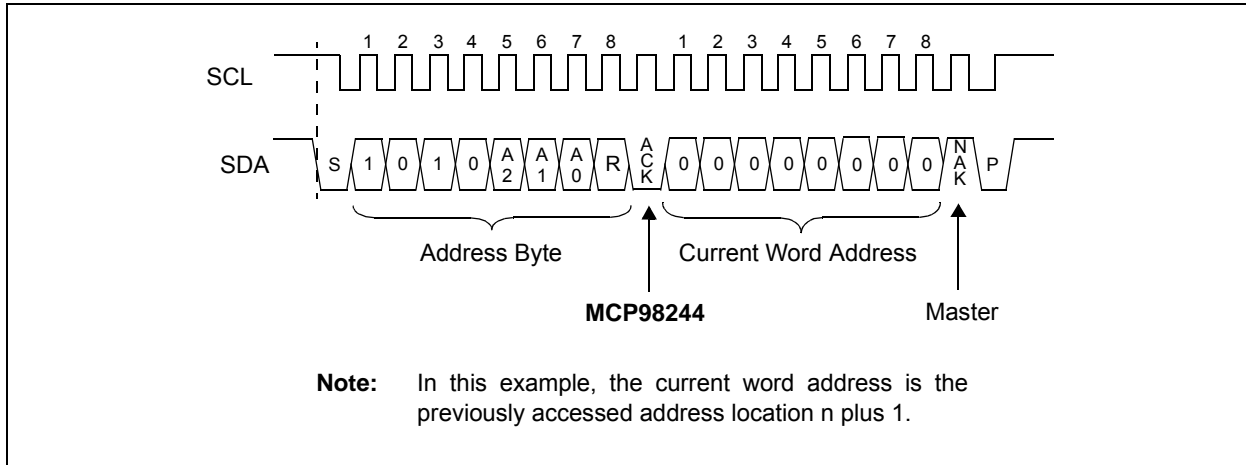 1 2 3 4 5 6 7 8 1 2 3 4 5 6 7 8
SCL
SDA S 1 0 1 0 A2 A1 A0 R ACK 0 0 0 0 0 0 0 0 NAK P
Address Byte Current Word Address
MCP98244 Master
Note: In this example, the current word address is the
previously accessed address location n plus 1.